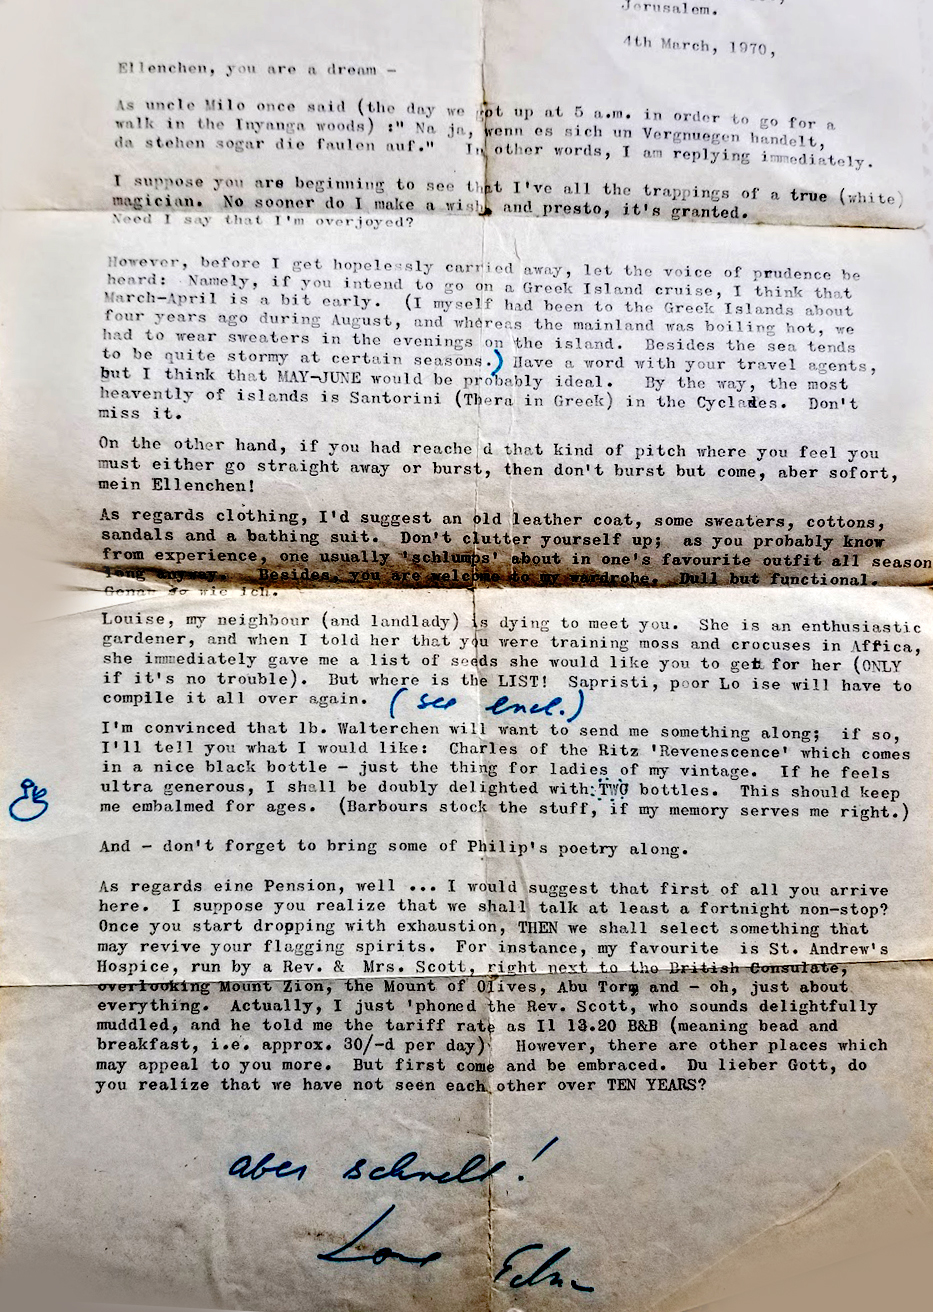 Jerusalem.
4th March, 1970,
Ellenchen, you are a dream -
As uncle Milo once said (the day we got up at 5 a.m. in order to go for a
walk in the Inyanga woods) :" Na ja, wenn es sich un Vergnuegen handelt,
da stehen sogar die faulen auf."  In other words, I am replying immediately.
I suppose you are beginning to see that I've all the trappings of a true (white)
magician.  No sooner do I make a wish, and presto, it's granted.
Need I say that I'm overjoyed?
However, before I get hopelessly carried away, let the voice of prudence be
heard:  Namely, if you intend to go on a Greek Island cruise, I think that
March-April is a bit early.  (I myself had been to the Greek Islands about
four years ago during August, and whereas the mainland was boiling hot, we
had to wear sweaters in the evenings on the island.  Besides the sea tends
to be quite stormy at certain seasons.) Have a word with your travel agents,
but I think that MAY-JUNE would be probably ideal.  By the way, the most
heavenly of islands is Santorini (Thera in Greek) in the Cyclades.  Don't
miss it.
On the other hand, if you had reached that kind of pitch where you feel you
must either go straight away or burst, then don't burst but come, aber sofort,
mein Ellenchen!
As regards clothing, I'd suggest an old leather coat, some sweaters, cottons,
sandals and a bathing suit.  Don't clutter yourself up;  as you probably know
from experience, one usually 'schlumps' about in one's favourite outfit all season
long anyway.  Besides, you are welcome to my wardrobe.  Dull but functional.
Genau so wie ich.
Louise, my neighbour (and landlady) is dying to meet you.  She is an enthusiastic
gardener, and when I told her that you were training moss and crocuses in Africa,
she immediately gave me a list of seeds she would like you to get for her (ONLY
if it's no trouble).  But where is the LIST!  Sapristi, poor Lo ise will have to
compile it all over again. (see encl.)
I'm convinced that lb. Walterchen will want to send me something along;  if so,
I'll tell you what I would like:  Charles of the Ritz 'Revenescence' which comes
in a nice black bottle - just the thing for ladies of my vintage.  If he feels
ultra generous, I shall be doubly delighted with: TWO bottles.  This should keep
me embalmed for ages.  (Barbours stock the stuff, if my memory serves me right.)
And - don't forget to bring some of Philip's poetry along.
As regards eine Pension, well ... I would suggest that first of all you arrive
here.  I suppose you realize that we shall talk at least a fortnight non-stop?
Once you start dropping with exhaustion, THEN we shall select something that
may revive your flagging spirits.  For instance, my favourite  is St. Andrew's
Hospice, run by a Rev. &  Mrs. Scott, right next to the British Consulate,
overlooking Mount Zion, the Mount of Olives, Abu Torg and - oh, just about
everything.  Actually, I just 'phoned the Rev. Scott, who sounds delightfully
muddled, and he told me the tariff rate as Il 13.20 B&B (meaning bead and
breakfast, i.e. approx. 30/-d per day)  However, there are other places which
may appeal to you more.  But first come and be embraced.  Du lieber Gott, do
you realize that we have not seen each other over TEN YEARS?
aber schnell!
Love Edna